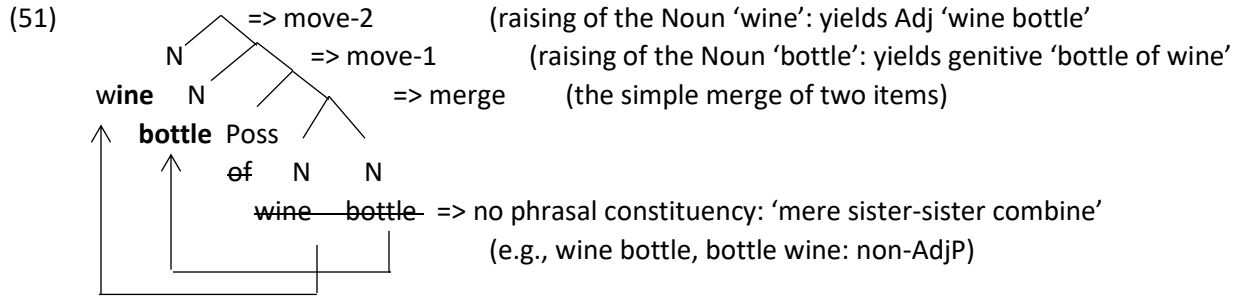 (51) => move-2 (raising of the Noun ‘wine’: yields Adj ‘wine bottle’
N => move-1 (raising of the Noun ‘bottle’: yields genitive ‘bottle of wine’
wine N => merge (the simple merge of two items)
bottle Poss
of N N
wine bottle => no phrasal constituency: ‘mere sister-sister combine’
(e.g., wine bottle, bottle wine: non-AdjP)